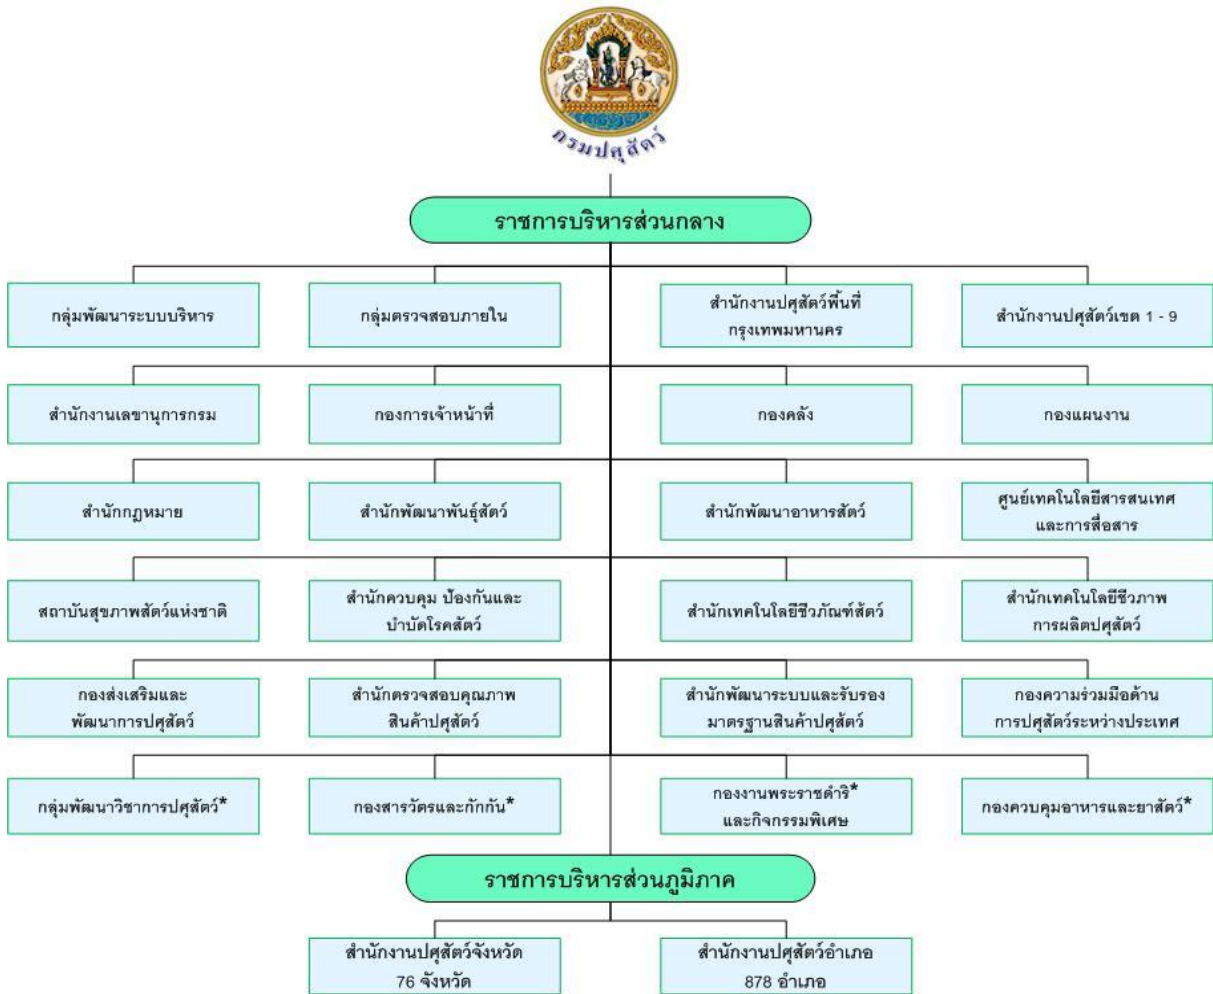 กรมปศุสัตว์
ราชการบริหารส่วนกลาง
กลุ่มพัฒนาระบบบริหาร
กลุ่มตรวจสอบภายใน
สำนักงานปศุสัตว์พื้นที่
กรุงเทพมหานคร
สำนักงานปศุสัตว์เขต 1 - 9
สำนักงานเลขานุการกรม
กองการเจ้าหน้าที่
กองคลัง
กองแผนงาน
สำนักกฎหมาย
สำนักพัฒนาพันธุ์สัตว์
สำนักพัฒนาอาหารสัตว์
ศูนย์เทคโนโลยีสารสนเทศ
และการสื่อสาร
สถาบันสุขภาพสัตว์แห่งชาติ
สำนักควบคุม ป้องกันและ
บำบัดโรคสัตว์
สำนักเทคโนโลยีชีวภัณฑ์สัตว์
สำนักเทคโนโลยีชีวภาพ
การผลิตปศุสัตว์
กองส่งเสริมและ
พัฒนาการปศุสัตว์
สำนักตรวจสอบคุณภาพ
สินค้าปศุสัตว์
สำนักพัฒนาระบบและรับรอง
มาตรฐานสินค้าปศุสัตว์
กองความร่วมมือด้าน
การปศุสัตว์ระหว่างประเทศ
กลุ่มพัฒนาวิชาการปศุสัตว์*
กองสารวัตรและกักกัน*
กองงานพระราชดำริ*
และกิจกรรมพิเศษ
กองควบคุมอาหารและยาสัตว์*
ราชการบริหารส่วนภูมิภาค
สำนักงานปศุสัตว์จังหวัด
76 จังหวัด
สำนักงานปศุสัตว์อำเภอ
878 อำเภอ